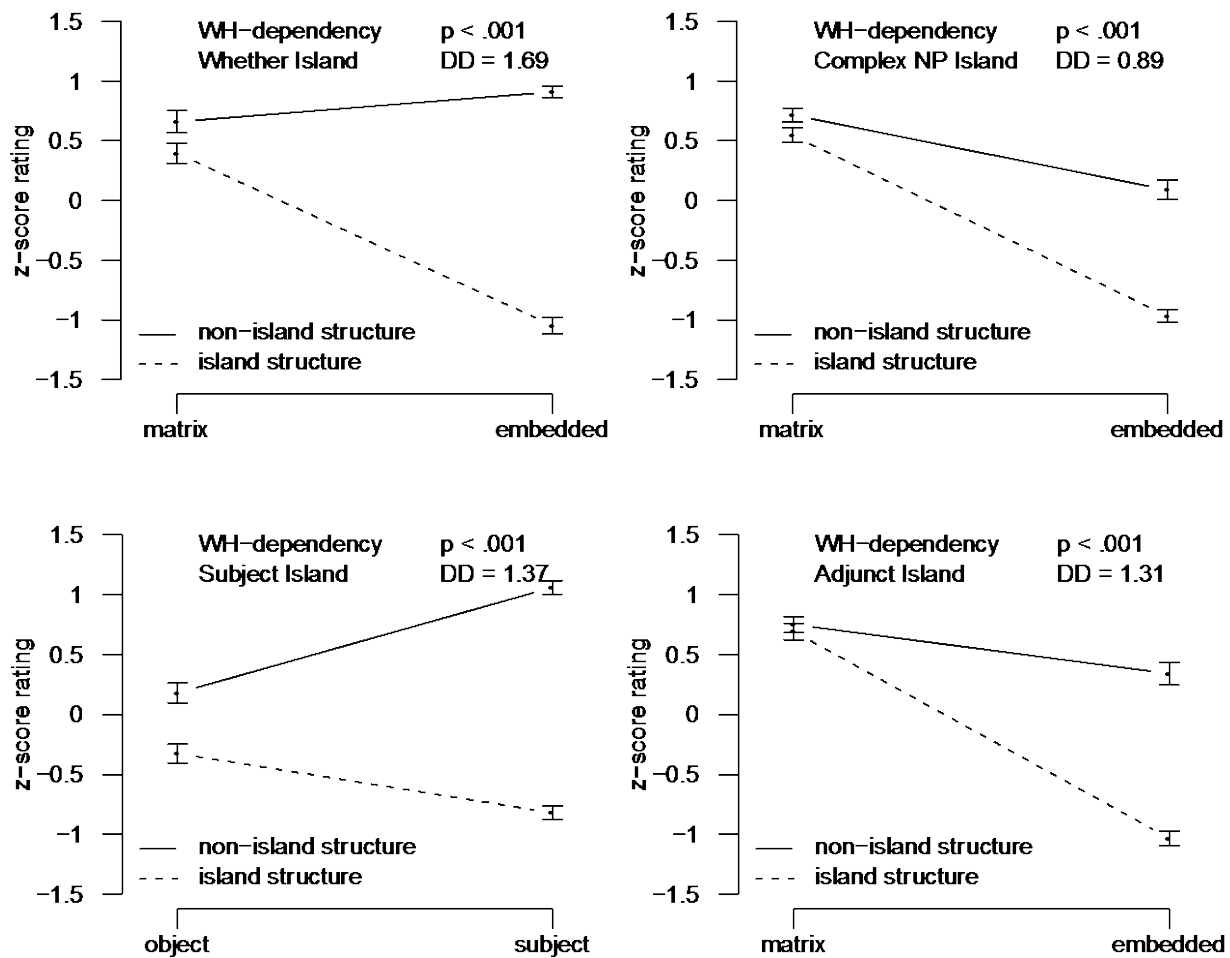 WH-dependency p < .001
Whether Island DD = 1.69
1.5
1
0.5
0
−0.5
−1
−1.5
z-score rating
non-island structure
island structure
matrix embedded
WH-dependency p < .001
Complex NP Island DD = 0.89
1.5
1
0.5
0
−0.5
−1
−1.5
z-score rating
non-island structure
island structure
matrix embedded
WH-dependency p < .001
Subject Island DD = 1.37
1.5
1
0.5
0
−0.5
−1
−1.5
z-score rating
non-island structure
island structure
object subject
WH-dependency p < .001
Adjunct Island DD = 1.31
1.5
1
0.5
0
−0.5
−1
−1.5
z-score rating
non-island structure
island structure
matrix embedded